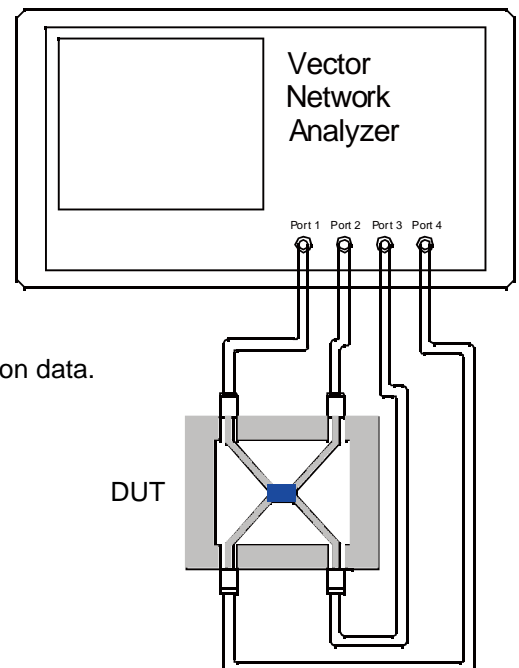 Vector
Network
Analyzer
Port 1 Port 2 Port 3 Port 4
on data.
DUT